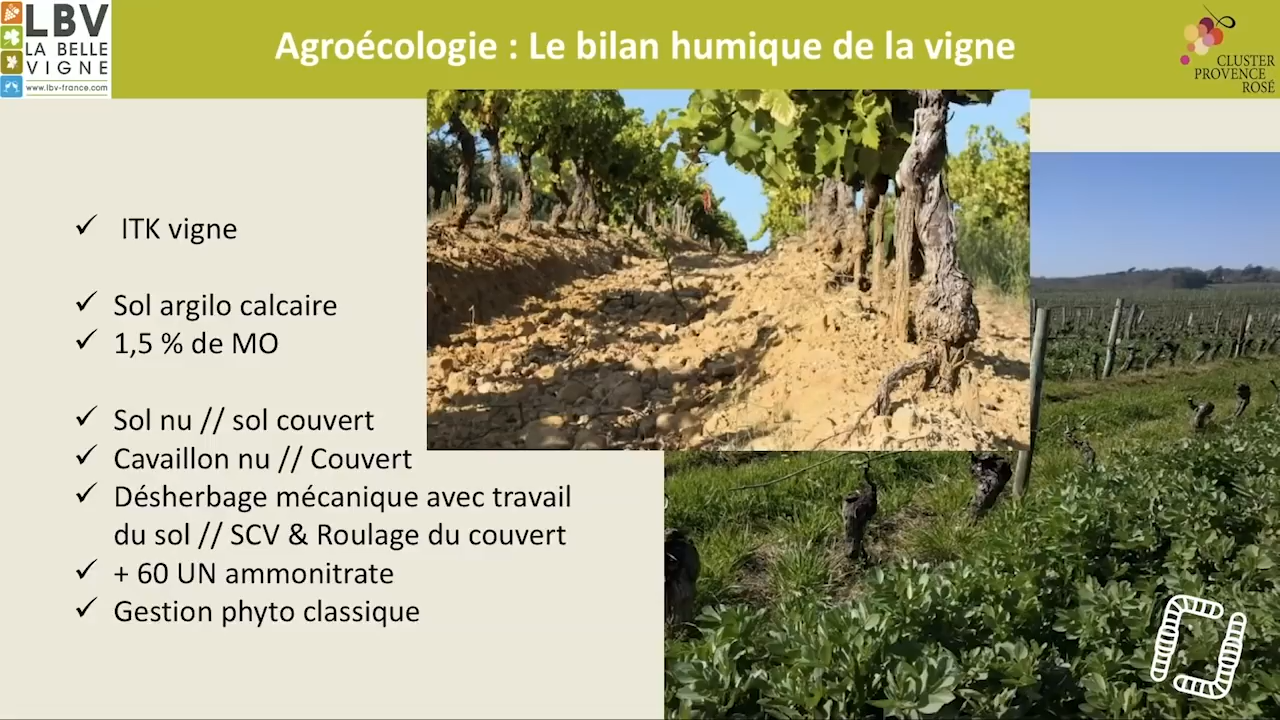 LBV
LA BELLE
VIGNE
www.lbv-france.com
Agroécologie : Le bilan humique de la vigne
CLUSTER
PROVENCE
ROSÉ
✓ ITK vigne
✓ Sol argilo calcaire
✓ 1,5 % de MO
✓ Sol nu // sol couvert
✓ Cavaillon nu // Couvert
✓ Désherbage mécanique avec travail
du sol // SCV & Roulage du couvert
✓ + 60 UN ammonitrate
✓ Gestion phyto classique